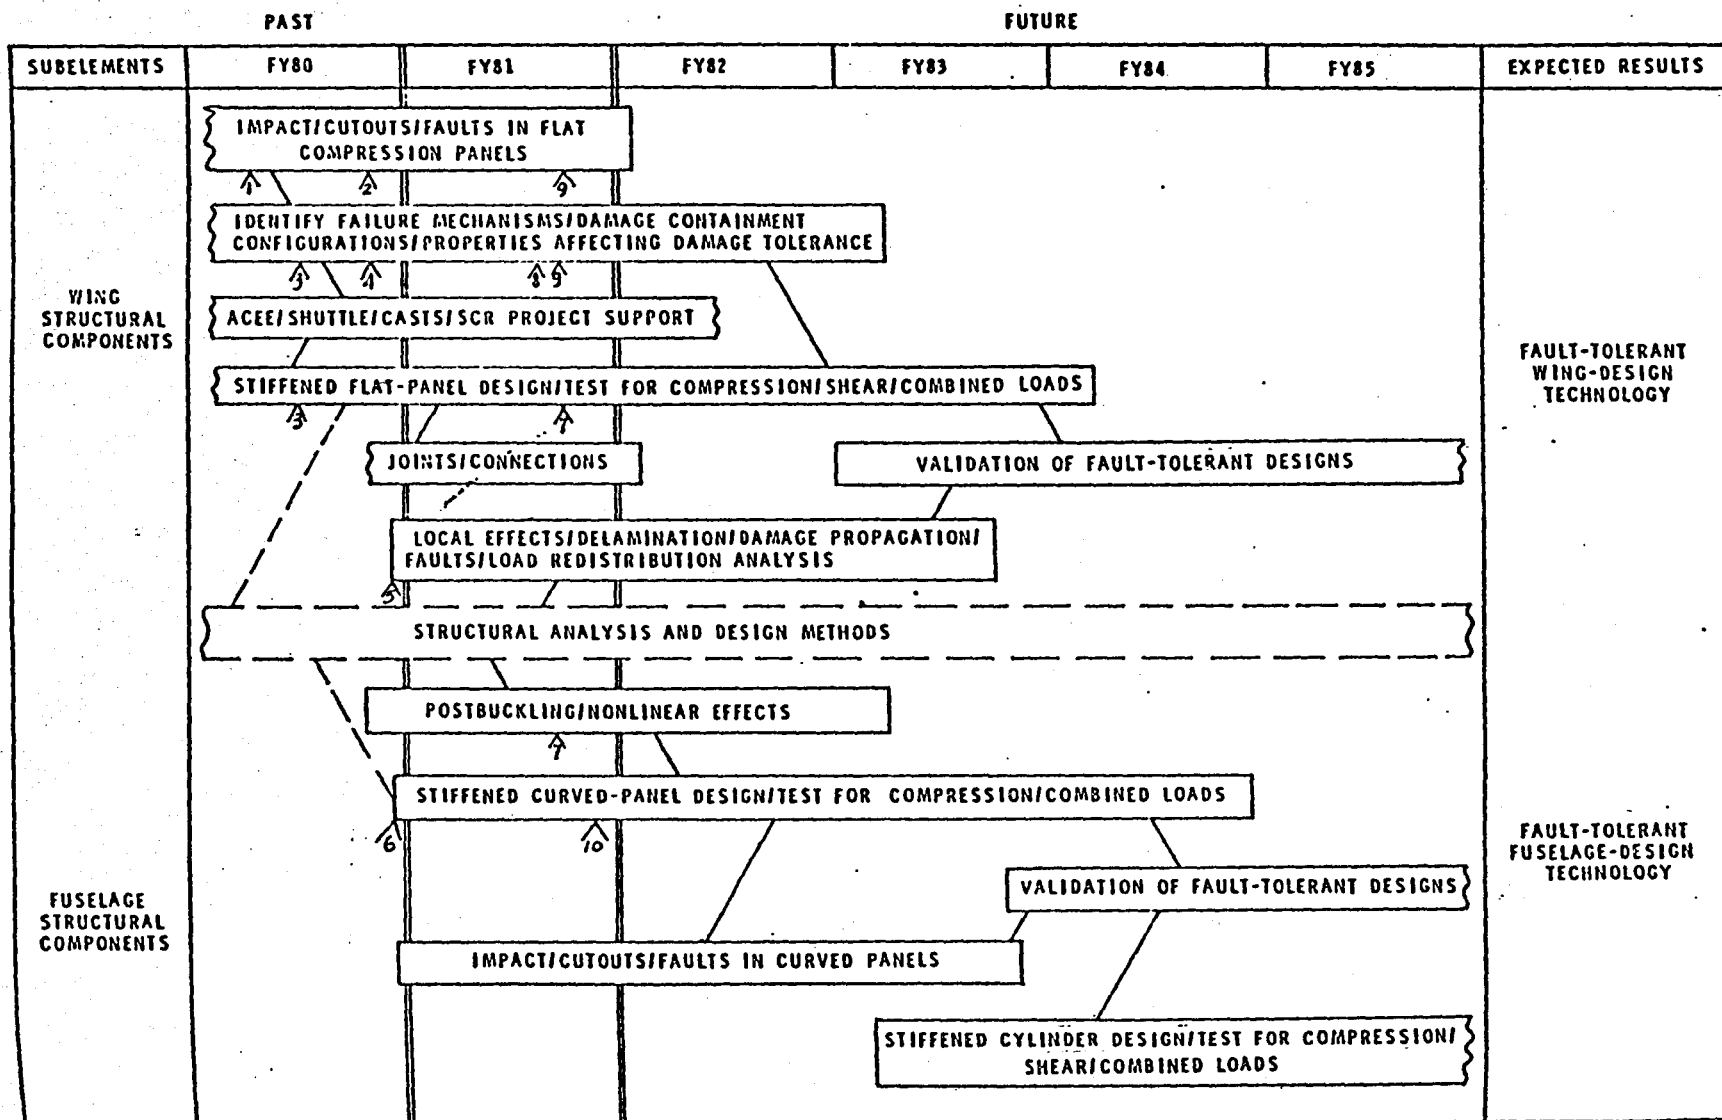 PAST FUTURE
SUBELEMENTS FY80 FY81 FY82 FY83 FY84 FY85 EXPECTED RESULTS
IMPACT/CUTOUTS/FAULTS IN FLAT
COMPRESSION PANELS
1 2 9
IDENTIFY FAILURE MECHANISMS/DAMAGE CONTAINMENT
CONFIGURATIONS/PROPERTIES AFFECTING DAMAGE TOLERANCE
3 4 8 9
WING
STRUCTURAL
COMPONENTS
ACEE/SHUTTLE/CASTS/SCR PROJECT SUPPORT
FAULT-TOLERANT
WING-DESIGN
TECHNOLOGY
STIFFENED FLAT-PANEL DESIGN/TEST FOR COMPRESSION/SHEAR/COMBINED LOADS
3 7
JOINTS/CONNECTIONS
VALIDATION OF FAULT-TOLERANT DESIGNS
LOCAL EFFECTS/DELAMINATION/DAMAGE PROPAGATION/
FAULTS/LOAD REDISTRIBUTION ANALYSIS
5
STRUCTURAL ANALYSIS AND DESIGN METHODS
POSTBUCKLING/NONLINEAR EFFECTS
7
STIFFENED CURVED-PANEL DESIGN/TEST FOR COMPRESSION/COMBINED LOADS
6 10
FAULT-TOLERANT
FUSELAGE-DESIGN
TECHNOLOGY
VALIDATION OF FAULT-TOLERANT DESIGNS
FUSELAGE
STRUCTURAL
COMPONENTS
IMPACT/CUTOUTS/FAULTS IN CURVED PANELS
STIFFENED CYLINDER DESIGN/TEST FOR COMPRESSION/
SHEAR/COMBINED LOADS